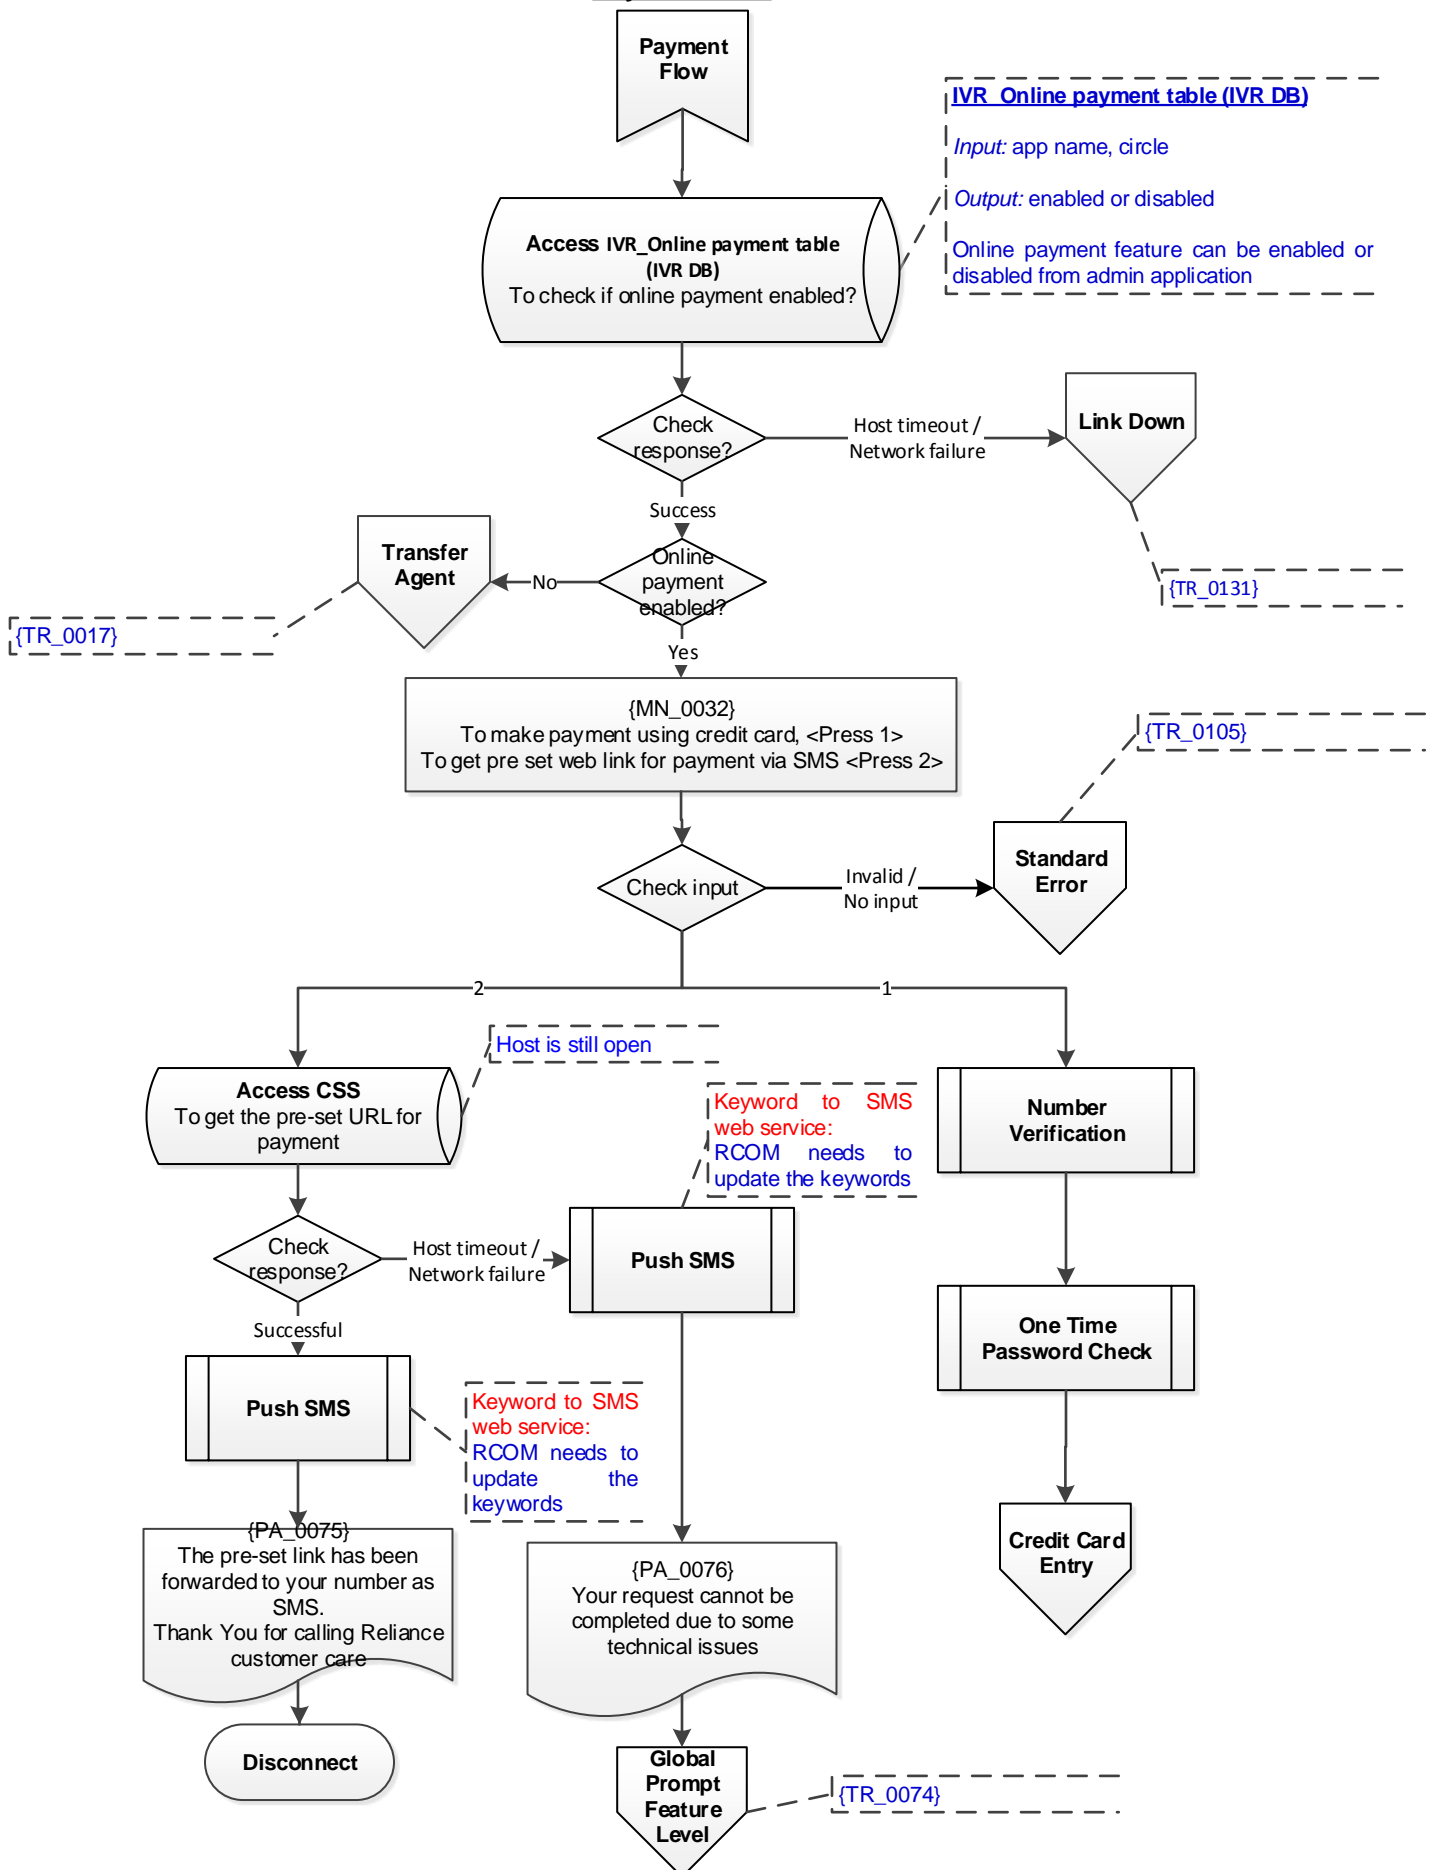 Payment
Flow
IVR_Online payment table (IVR DB)
Input: app name, circle
Output: enabled or disabled
Online payment feature can be enabled or
disabled from admin application
Access IVR_Online payment table
(IVR DB)
To check if online payment enabled?
Check
response?
Host timeout /
Network failure
Link Down
Success
{TR_0131}
Transfer
Agent
No
Online
payment
enabled?
{TR_0017}
Yes
{MN_0032}
To make payment using credit card, <Press 1>
To get pre set web link for payment via SMS <Press 2>
{TR_0105}
Check input
Invalid /
No input
Standard
Error
2
1
Host is still open
Access CSS
To get the pre-set URL for
payment
Keyword to SMS
web service:
RCOM needs to
update the keywords
Number
Verification
Check
response?
Host timeout /
Network failure
Push SMS
Successful
One Time
Password Check
Push SMS
Keyword to SMS
web service:
RCOM needs to
update the
keywords
{PA_0075}
The pre-set link has been
forwarded to your number as
SMS.
Thank You for calling Reliance
customer care
{PA_0076}
Your request cannot be
completed due to some
technical issues
Credit Card
Entry
Disconnect
Global
Prompt
Feature
Level
{TR_0074}